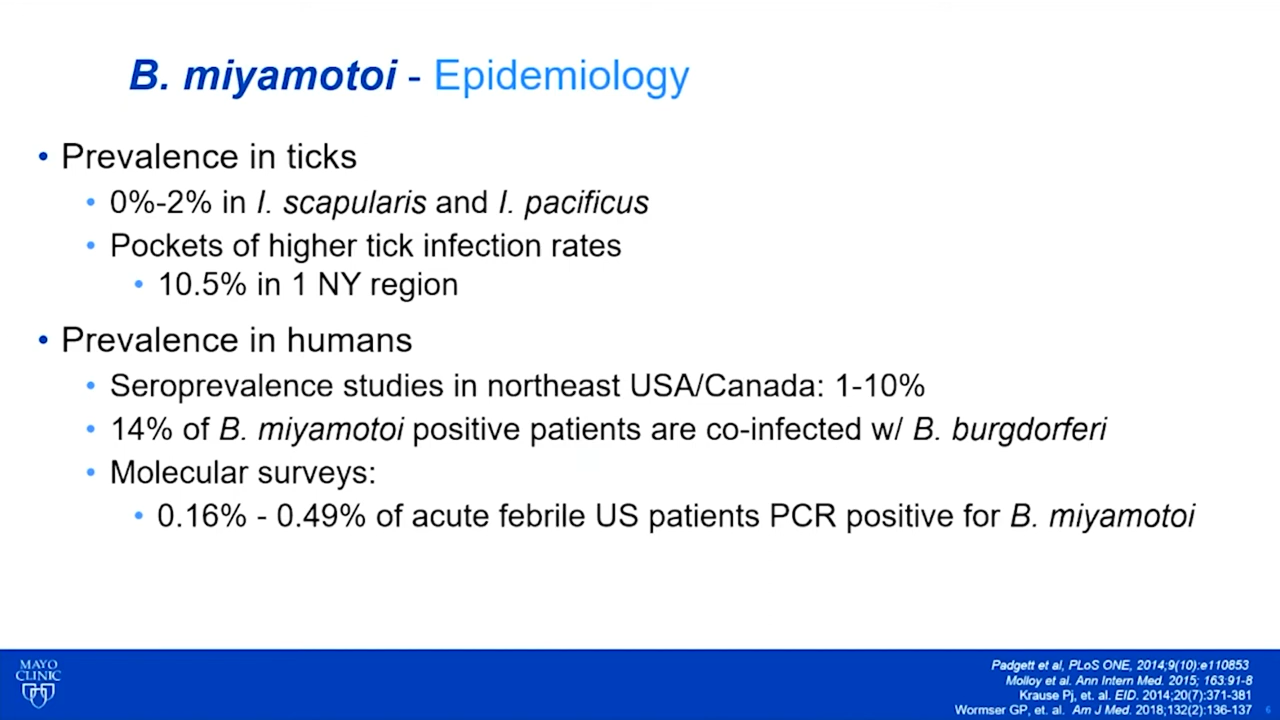 B. miyamotoi - Epidemiology
• Prevalence in ticks
• 0%-2% in I. scapularis and I. pacificus
• Pockets of higher tick infection rates
• 10.5% in 1 NY region
• Prevalence in humans
• Seroprevalence studies in northeast USA/Canada: 1-10%
• 14% of B. miyamotoi positive patients are co-infected w/ B. burgdorferi
• Molecular surveys:
• 0.16% - 0.49% of acute febrile US patients PCR positive for B. miyamotoi
MAYO
CLINIC
Padgett et al, PLoS ONE, 2014;9(10):e110853
Molloy et al. Ann Intern Med. 2015; 163:91-8
Krause Pj, et. al. EID. 2014;20(7):371-381
Wormser GP, et. al. Am J Med. 2018;132(2):136-137 6